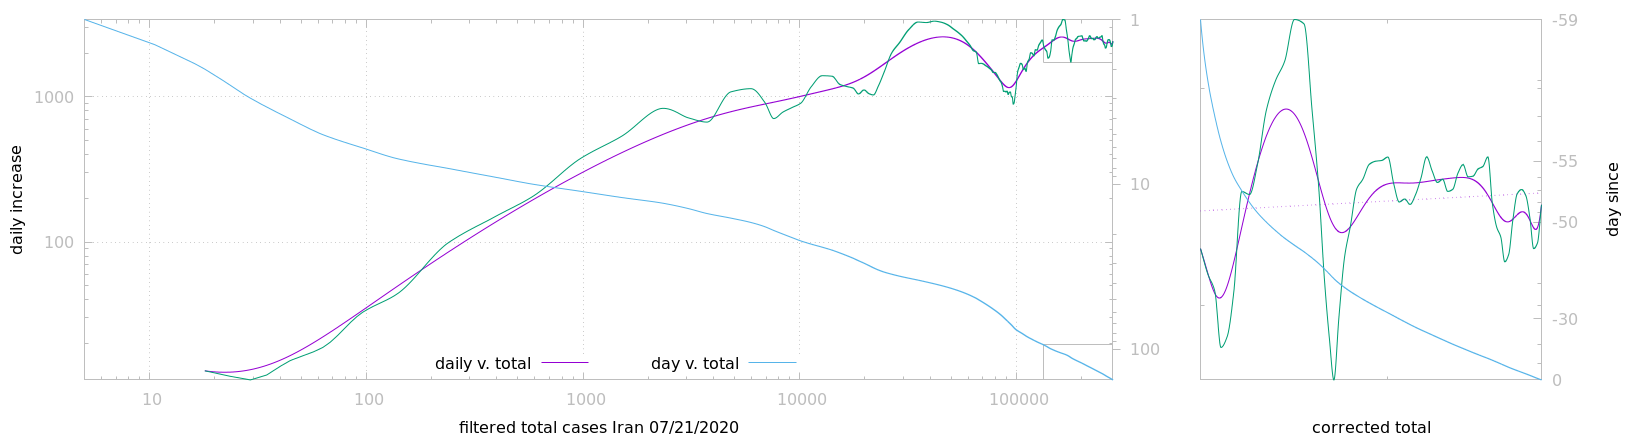 1
-59
1000
daily increase
10
-55
day since
-50
100
-30
daily v. total
day v. total
100
0
10
100
1000
10000
100000
filtered total cases Iran 07/21/2020
corrected total